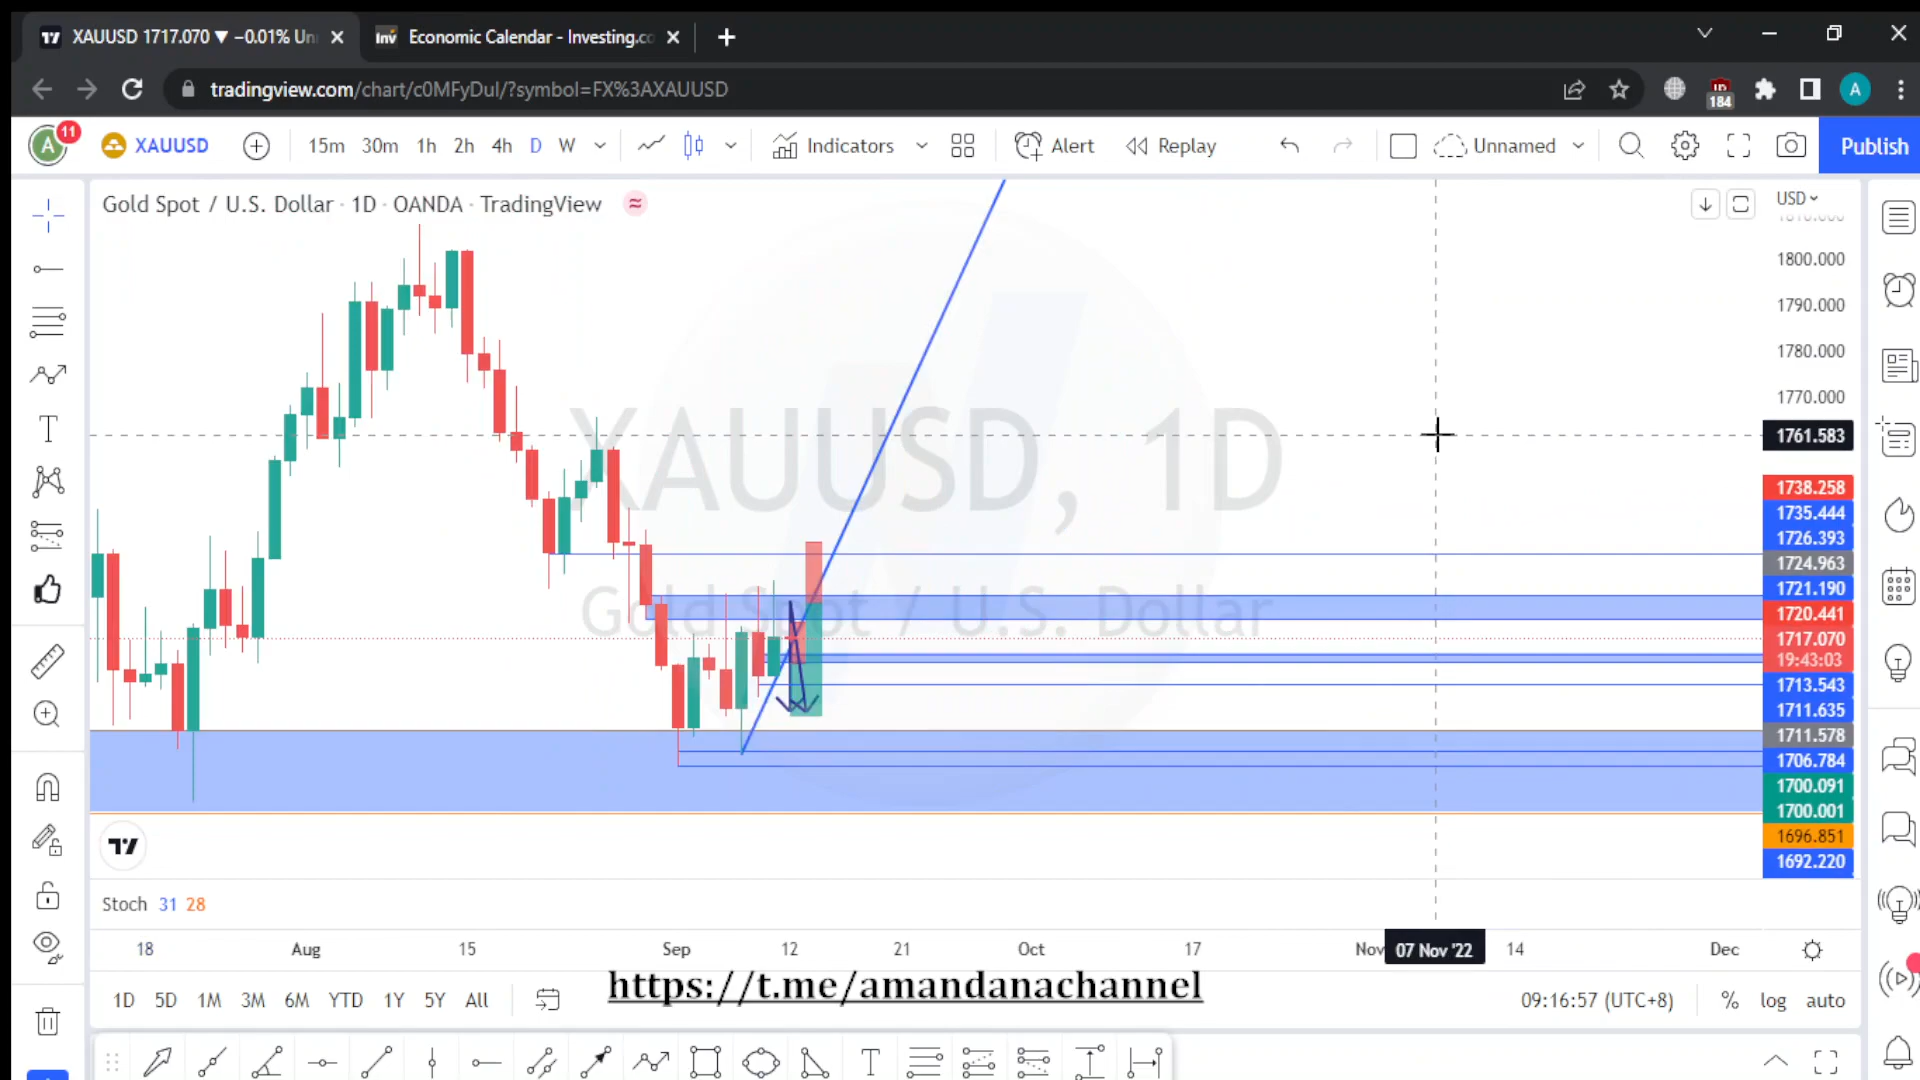 XAUUSD 1717.070 ▼ −0.01% Un
Economic Calendar - Investing.co
tradingview.com/chart/c0MFyDul/?symbol=FX%3AXAUUSD
184
A
A
11
XAUUSD
15m
30m
1h
2h
4h
D
W
Indicators
Alert
Replay
Unnamed
Publish
Gold Spot / U.S. Dollar · 1D · OANDA · TradingView
USD
1800.000
1790.000
1780.000
1770.000
1761.583
1738.258
1735.444
1726.393
1724.963
1721.190
1720.441
1717.070
19:43:03
1713.543
1711.635
1711.578
1706.784
1700.091
1700.001
1696.851
1692.220
XAUUSD, 1D
Gold Spot / U.S. Dollar
Stoch 31 28
18 Aug 15 Sep 12 21 Oct 17 Nov 07 Nov '22 14 Dec
https://t.me/amandanachannel
1D 5D 1M 3M 6M YTD 1Y 5Y All
09:16:57 (UTC+8) % log auto